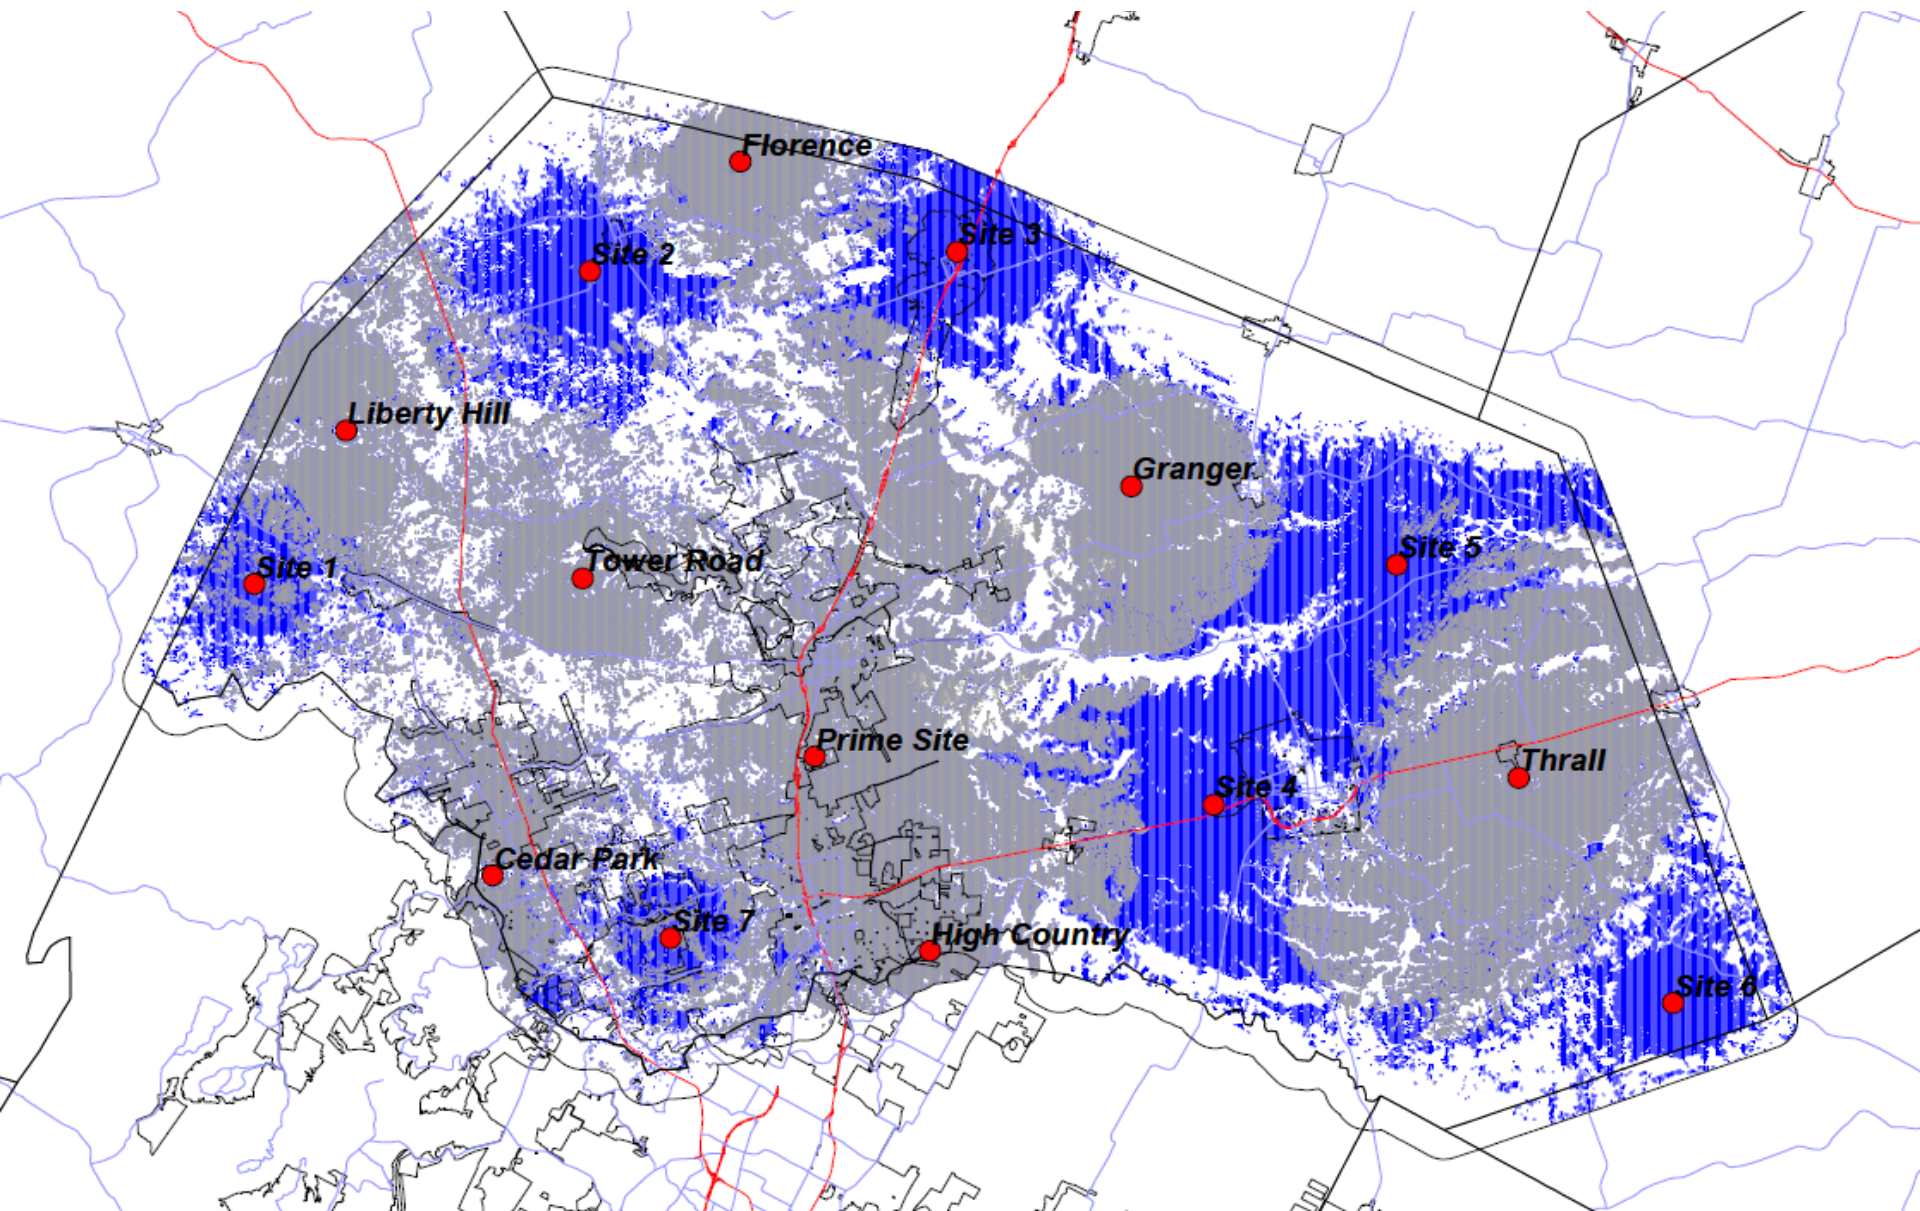 Florence
Site 3
Site 2
Liberty Hill
Granger
Site 5
Tower Road
Site 1
Prime Site
Thrall
Site 4
Cedar Park
Site 7
High Country
Site 6